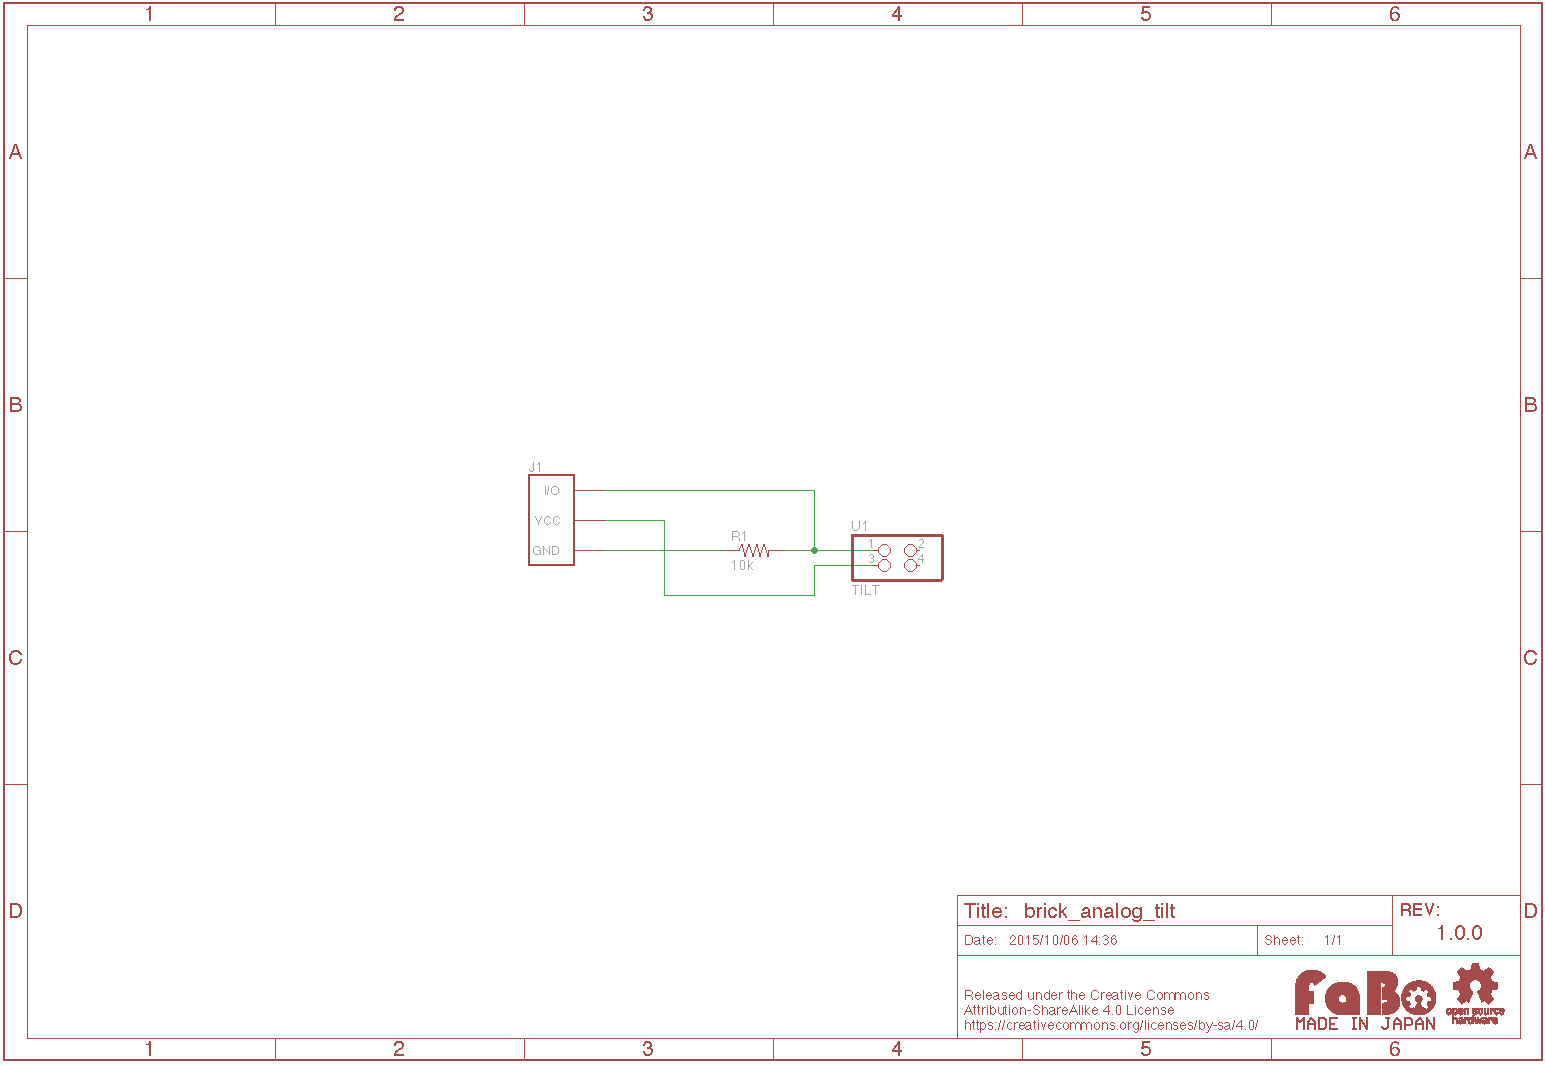 1 2 3 4 5 6
A A
B B
C C
D D
J1
I/O
VCC
GND
R1
10k
U1
1 2
3 4
TILT
Title: brick_analog_tilt
REV:
1.0.0
Date: 2015/10/06 14:36
Sheet: 1/1
Released under the Creative Commons
Attribution-ShareAlike 4.0 License
https://creativecommons.org/licenses/by-sa/4.0/
FaBo
MADE IN JAPAN
open source
hardware
1 2 3 4 5 6